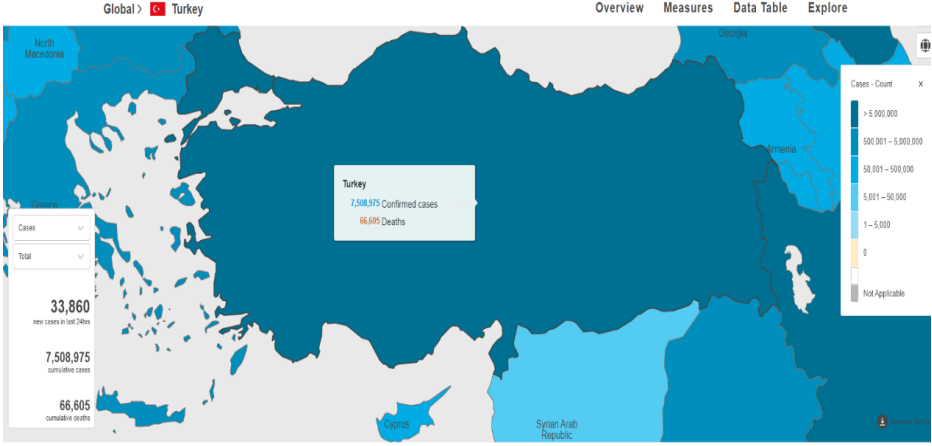 Global > Turkey
Overview Measures Data Table Explore
North
Macedonia
Georgia
Armenia
Greece
Cyprus
Syrian Arab
Republic
Turkey
7,508,975 Confirmed cases
66,605 Deaths
Cases
Total
33,860
new cases in last 24hrs
7,508,975
cumulative cases
66,605
cumulative deaths
Cases - Count
> 5,000,000
500,001 – 5,000,000
50,001 – 500,000
5,001 – 50,000
1 – 5,000
0
Not Applicable